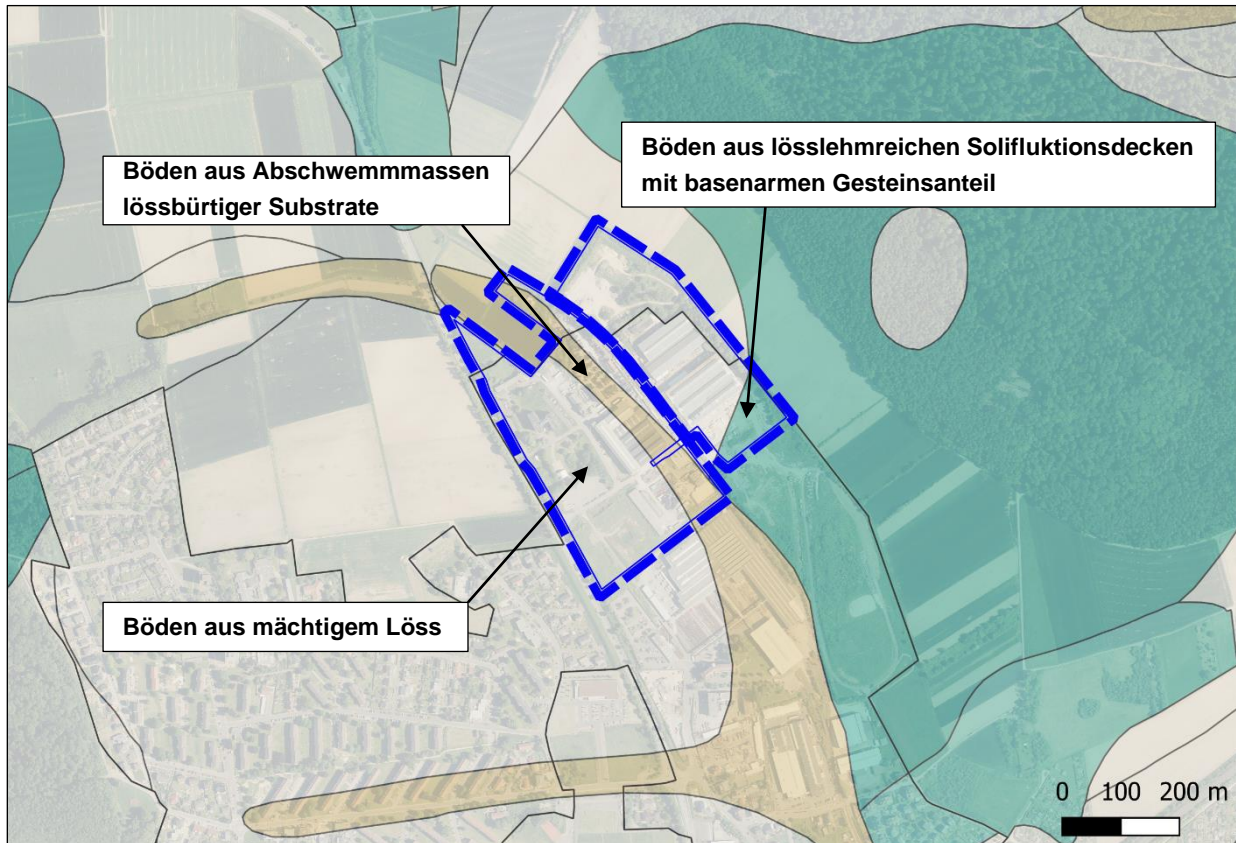 Böden aus Abschwemmmassen
lössbürtiger Substrate
Böden aus lösslehmreichen Solifluktionsdecken
mit basenarmen Gesteinsanteil
Böden aus mächtigem Löss
0 100 200 m